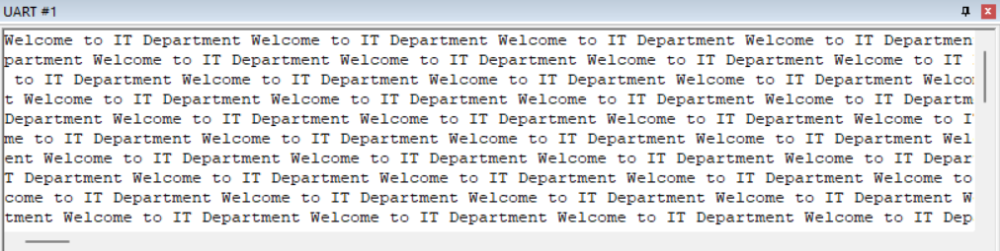 UART #1
Welcome to IT Department Welcome to IT Department Welcome to IT Department Welcome to IT Departmen
partment Welcome to IT Department Welcome to IT Department Welcome to IT Department Welcome to IT
to IT Department Welcome to IT Department Welcome to IT Department Welcome to IT Department Welco
t Welcome to IT Department Welcome to IT Department Welcome to IT Department Welcome to IT Departm
Department Welcome to IT Department Welcome to IT Department Welcome to IT Department Welcome to I
me to IT Department Welcome to IT Department Welcome to IT Department Welcome to IT Department Wel
ent Welcome to IT Department Welcome to IT Department Welcome to IT Department Welcome to IT Depar
T Department Welcome to IT Department Welcome to IT Department Welcome to IT Department Welcome to
come to IT Department Welcome to IT Department Welcome to IT Department Welcome to IT Department W
tment Welcome to IT Department Welcome to IT Department Welcome to IT Department Welcome to IT Dep